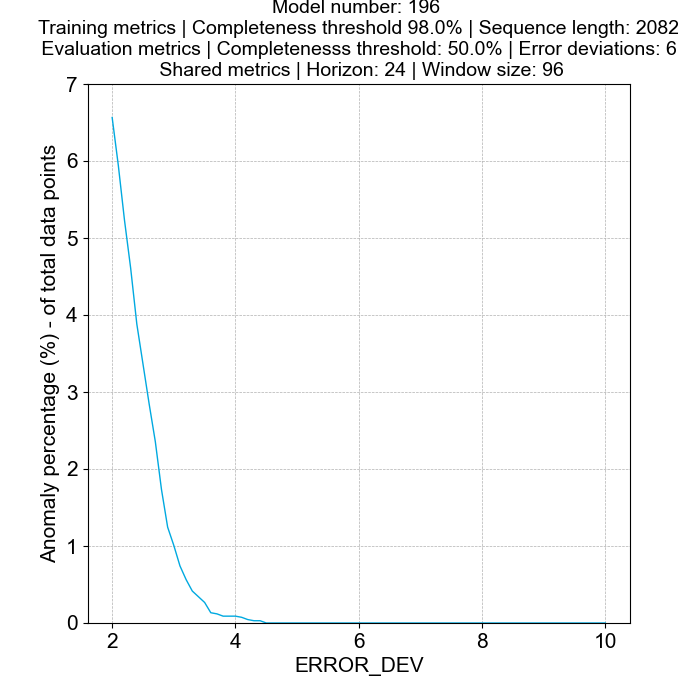 Model number: 196
Training metrics | Completeness threshold 98.0% | Sequence length: 2082
Evaluation metrics | Completenesss threshold: 50.0% | Error deviations: 6
Shared metrics | Horizon: 24 | Window size: 96
7
6
5
4
3
2
1
0
Anomaly percentage (%) - of total data points
2 4 6 8 10
ERROR_DEV